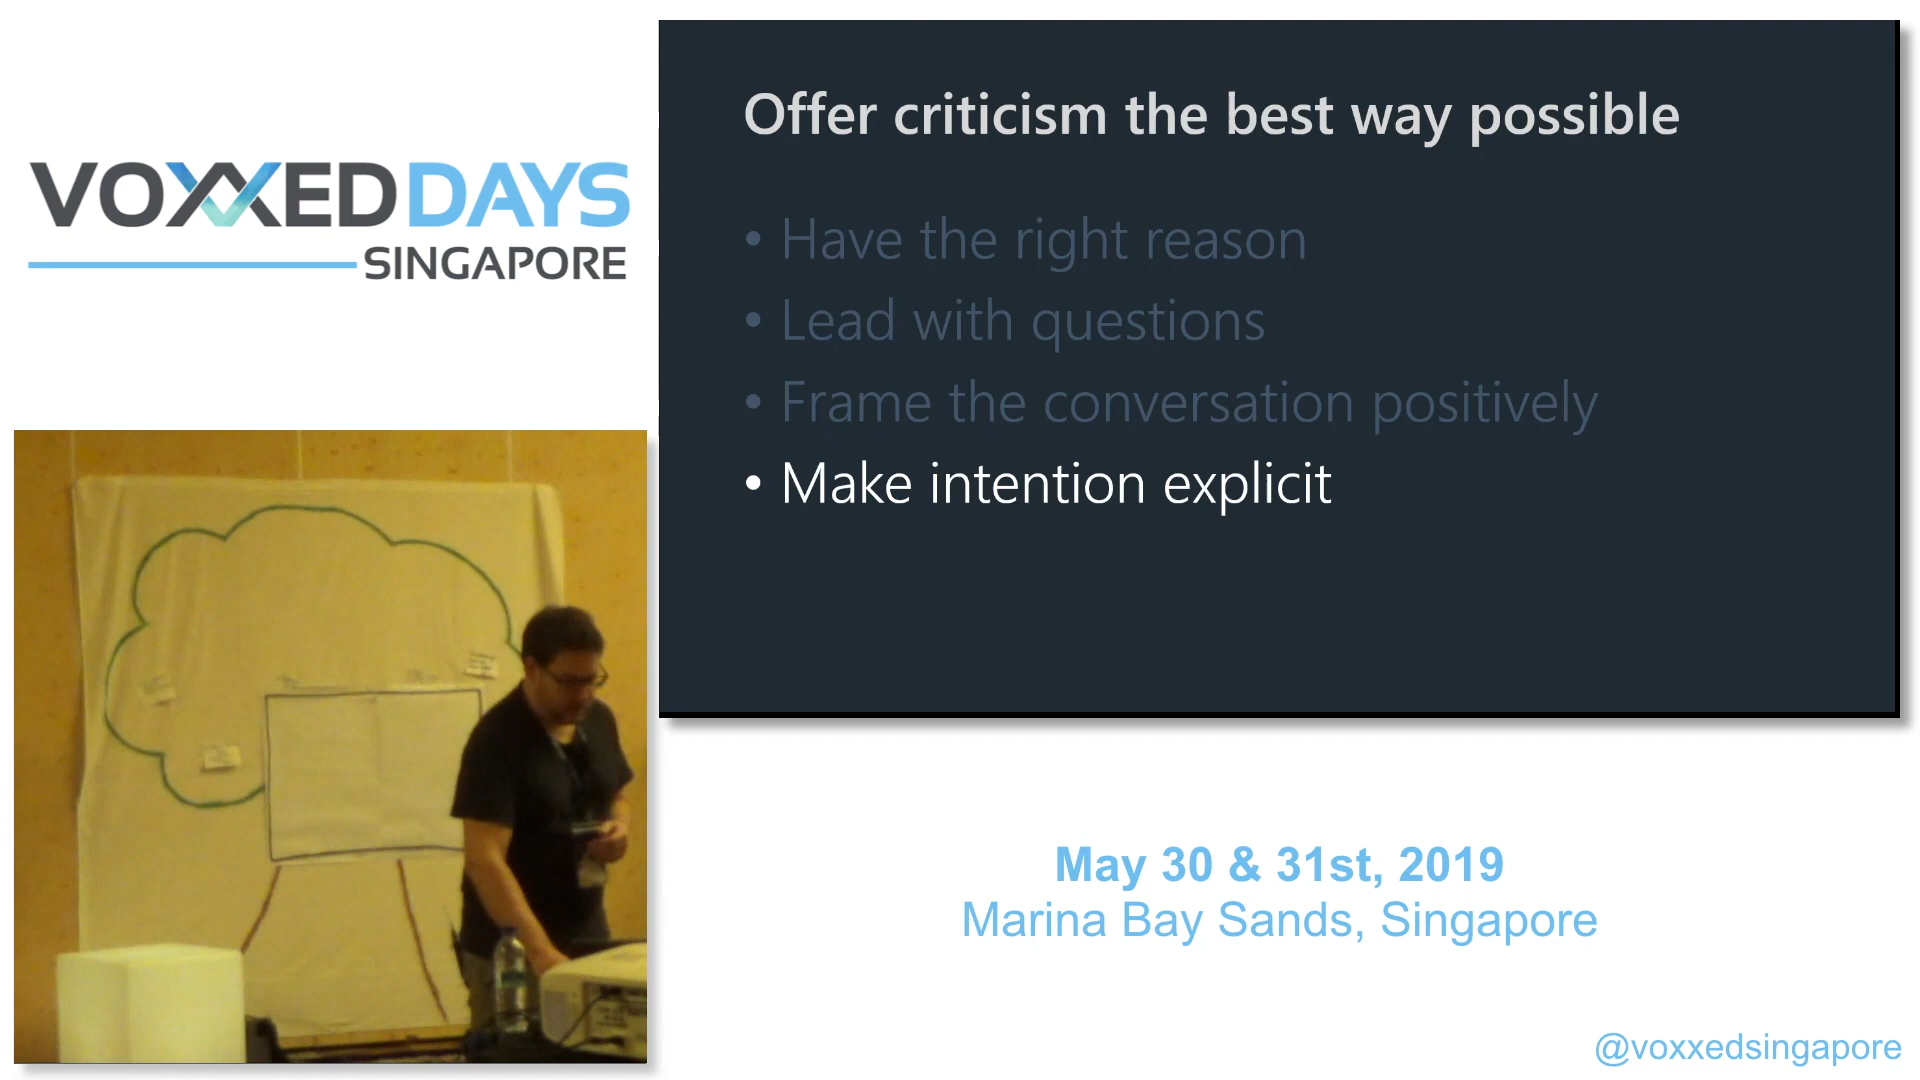 VOXXED DAYS
SINGAPORE
Offer criticism the best way possible
• Have the right reason
• Lead with questions
• Frame the conversation positively
• Make intention explicit
May 30 & 31st, 2019
Marina Bay Sands, Singapore
@voxxedsingapore